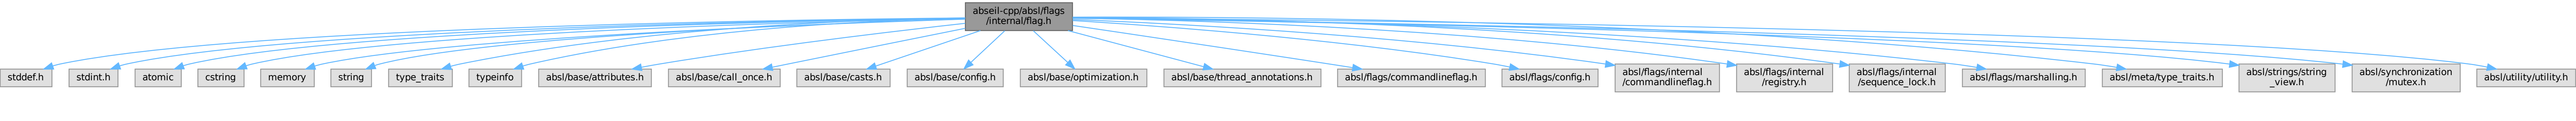 abseil-cpp/absl/flags
/internal/flag.h
stddef.h
stdint.h
atomic
cstring
memory
string
type_traits
typeinfo
absl/base/attributes.h
absl/base/call_once.h
absl/base/casts.h
absl/base/config.h
absl/base/optimization.h
absl/base/thread_annotations.h
absl/flags/commandlineflag.h
absl/flags/config.h
absl/flags/internal
/commandlineflag.h
absl/flags/internal
/registry.h
absl/flags/internal
/sequence_lock.h
absl/flags/marshalling.h
absl/meta/type_traits.h
absl/strings/string
_view.h
absl/synchronization
/mutex.h
absl/utility/utility.h